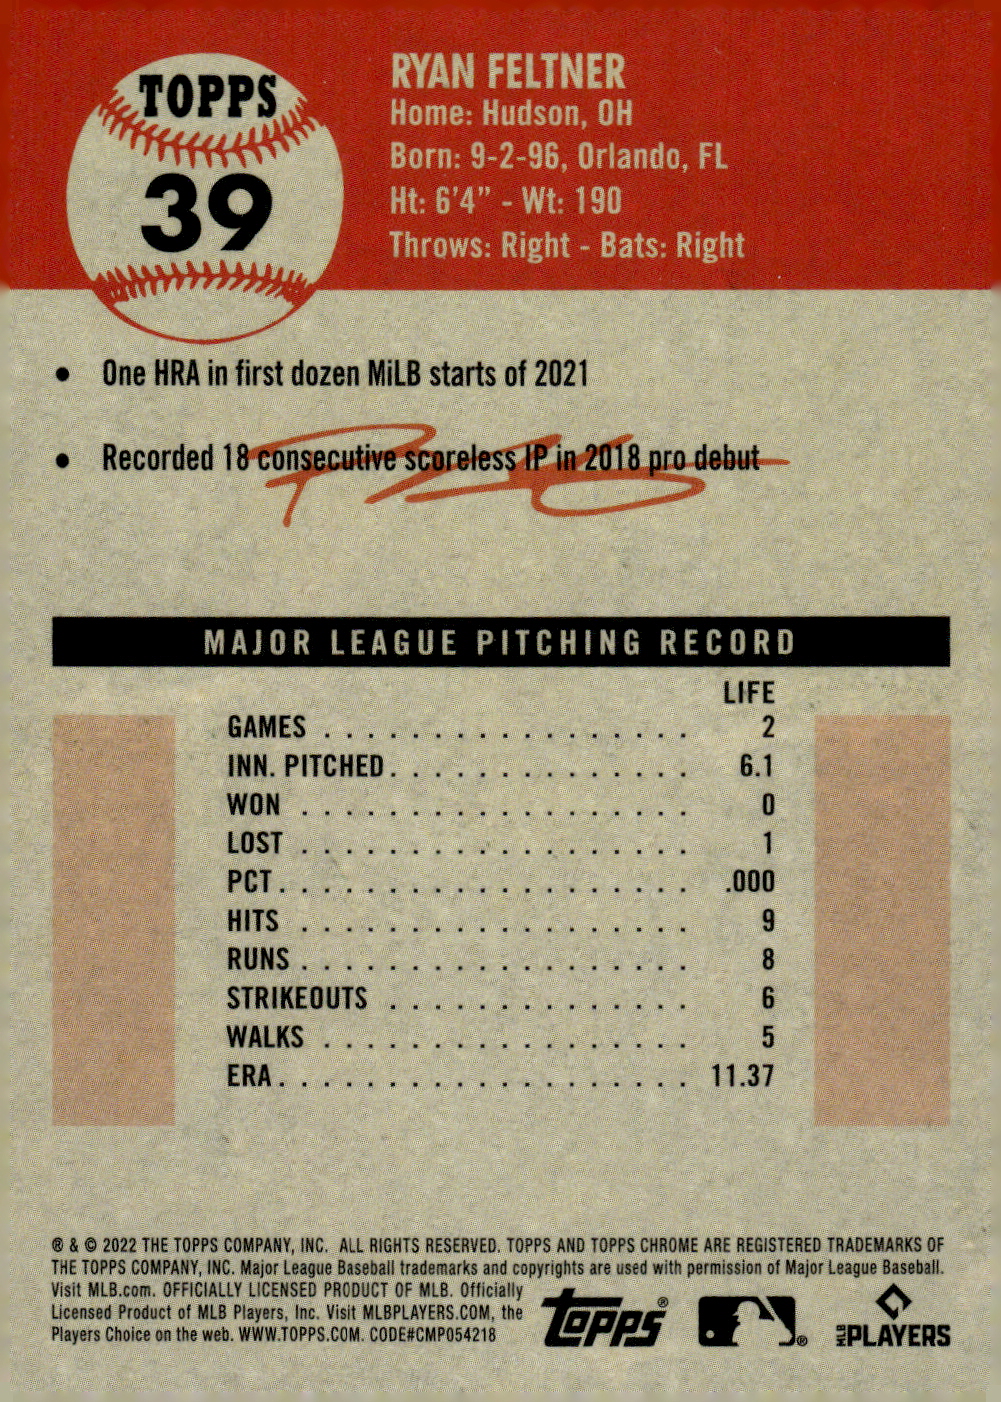 TOPPS
39
RYAN FELTNER
Home: Hudson, OH
Born: 9-2-96, Orlando, FL
Ht: 6'4" - Wt: 190
Throws: Right - Bats: Right
• One HRA in first dozen MiLB starts of 2021
• Recorded 18 consecutive scoreless IP in 2018 pro debut
MAJOR LEAGUE PITCHING RECORD
LIFE
GAMES . . . . . . . . . . . . . . . . . 2
INN. PITCHED . . . . . . . . . . . . . . 6.1
WON . . . . . . . . . . . . . . . . . . 0
LOST . . . . . . . . . . . . . . . . . . 1
PCT . . . . . . . . . . . . . . . . . . . .000
HITS . . . . . . . . . . . . . . . . . . 9
RUNS . . . . . . . . . . . . . . . . . . 8
STRIKEOUTS . . . . . . . . . . . . . . 6
WALKS . . . . . . . . . . . . . . . . . 5
ERA . . . . . . . . . . . . . . . . . . . 11.37
® & © 2022 THE TOPPS COMPANY, INC. ALL RIGHTS RESERVED. TOPPS AND TOPPS CHROME ARE REGISTERED TRADEMARKS OF
THE TOPPS COMPANY, INC. Major League Baseball trademarks and copyrights are used with permission of Major League Baseball.
Visit MLB.com. OFFICIALLY LICENSED PRODUCT OF MLB. Officially
Licensed Product of MLB Players, Inc. Visit MLBPLAYERS.COM, the
Players Choice on the web. WWW.TOPPS.COM. CODE#CMP054218
Topps®
®
MLB PLAYERS